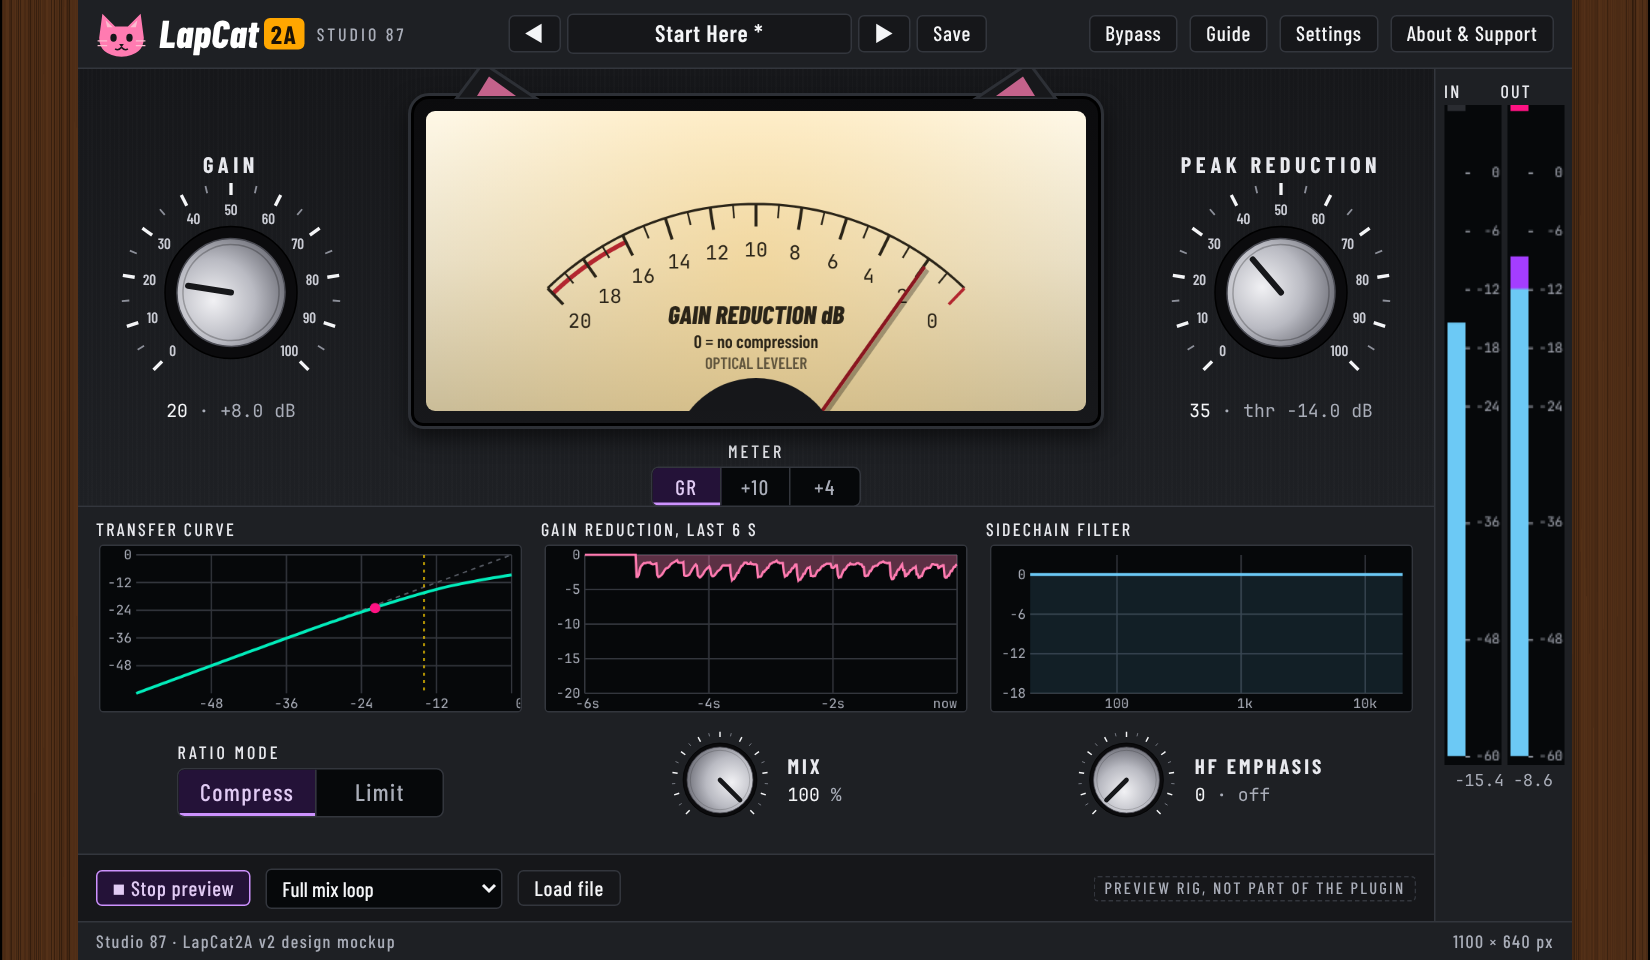 LapCat 2A STUDIO 87
◀ Start Here * ▶ Save
Bypass Guide Settings About & Support
IN OUT
GAIN
0 10 20 30 40 50 60 70 80 90 100
20 · +8.0 dB
20 18 16 14 12 10 8 6 4 2 0
GAIN REDUCTION dB
0 = no compression
OPTICAL LEVELER
PEAK REDUCTION
0 10 20 30 40 50 60 70 80 90 100
35 · thr -14.0 dB
METER
GR +10 +4
0 0
-6 -6
-12 -12
-18 -18
-24 -24
-36 -36
-48 -48
-60 -60
-15.4 -8.6
TRANSFER CURVE
0
-12
-24
-36
-48
-48 -36 -24 -12 0
GAIN REDUCTION, LAST 6 S
0
-5
-10
-15
-20
-6s -4s -2s now
SIDECHAIN FILTER
0
-6
-12
-18
100 1k 10k
RATIO MODE
Compress Limit
MIX
100 %
HF EMPHASIS
0 · off
■ Stop preview Full mix loop Load file
PREVIEW RIG, NOT PART OF THE PLUGIN
Studio 87 · LapCat2A v2 design mockup
1100 × 640 px